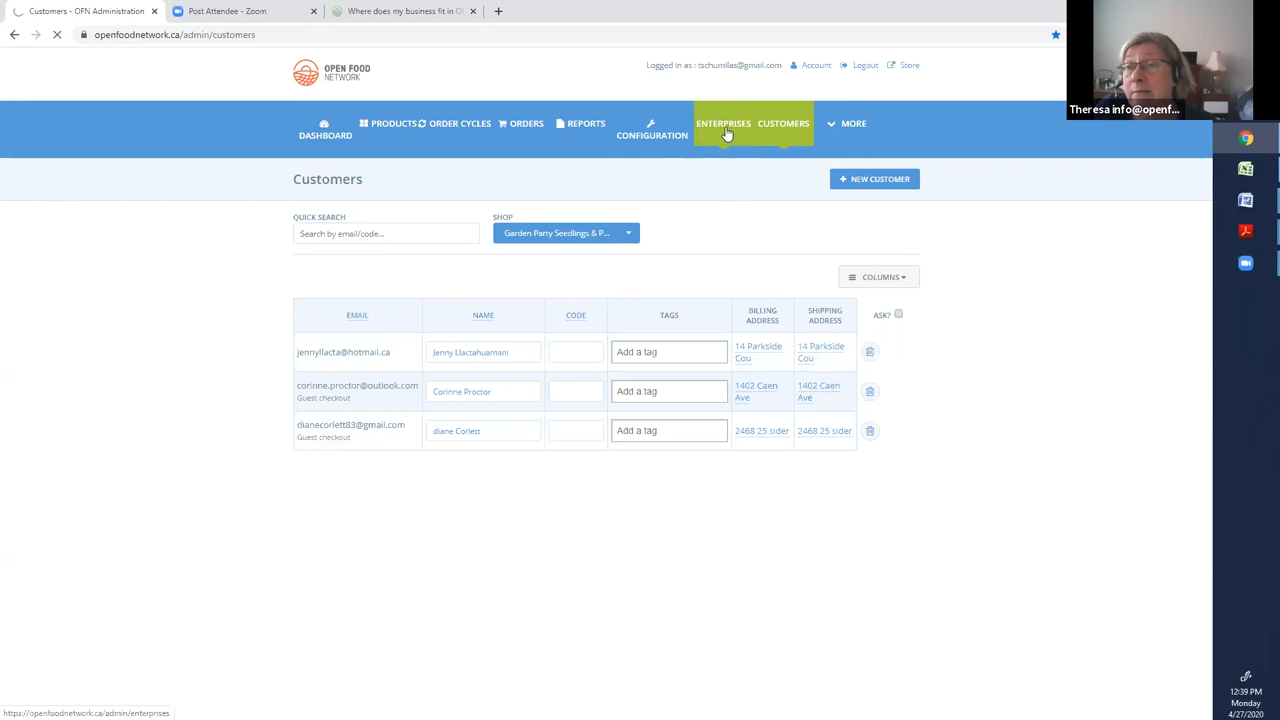 Customers - OFN Administration
Post Attendee - Zoom
Where does my business fit in OF
openfoodnetwork.ca/admin/customers
OPEN FOOD
NETWORK
Logged in as : tschumilas@gmail.com
Account
Logout
Store
DASHBOARD
PRODUCTS
ORDER CYCLES
ORDERS
REPORTS
CONFIGURATION
ENTERPRISES
CUSTOMERS
MORE
Theresa info@openf...
Customers
+ NEW CUSTOMER
QUICK SEARCH
SHOP
Search by email/code...
Garden Party Seedlings & P...
COLUMNS
EMAIL
NAME
CODE
TAGS
BILLING
ADDRESS
SHIPPING
ADDRESS
ASK?
jennyllacta@hotmail.ca
Jenny Llactahuamani
Add a tag
14 Parkside
Cou
14 Parkside
Cou
corinne.proctor@outlook.com
Guest checkout
Corinne Proctor
Add a tag
1402 Caen
Ave
1402 Caen
Ave
dianecorlett83@gmail.com
Guest checkout
diane Corlett
Add a tag
2468 25 sider
2468 25 sider
12:39 PM
Monday
4/27/2020
https://openfoodnetwork.ca/admin/enterprises